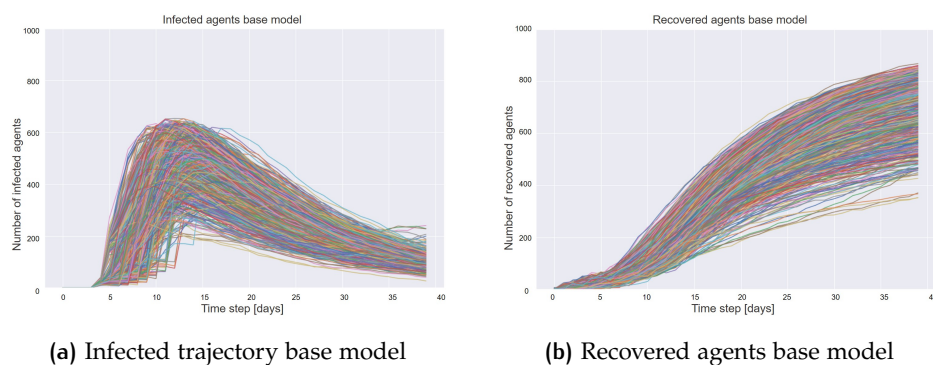 Infected agents base model
1000
800
600
400
200
0
Number of infected agents
0 5 10 15 20 25 30 35 40
Time step [days]
(a) Infected trajectory base model
Recovered agents base model
1000
800
600
400
200
0
Number of recovered agents
0 5 10 15 20 25 30 35 4
Time step [days]
(b) Recovered agents base model